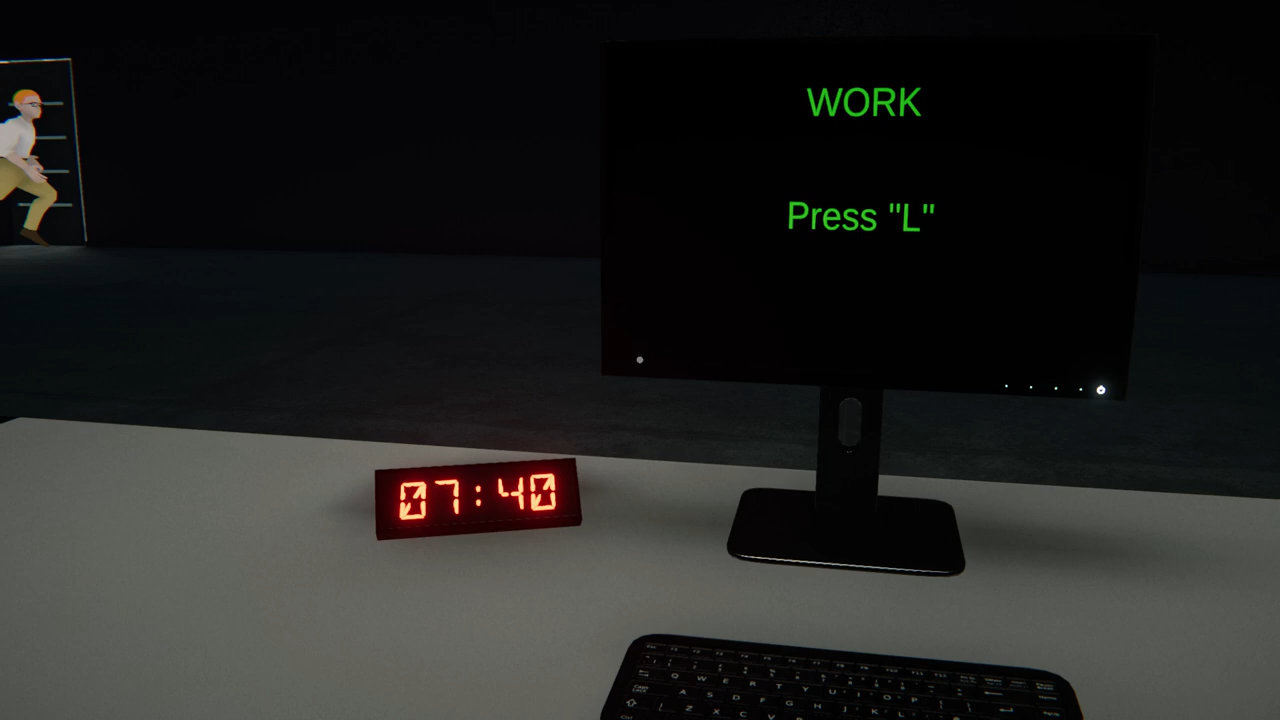 WORK
Press "L"
07:40
Q W E R T Y U I O P
A S D F G H J K L
Z X C V